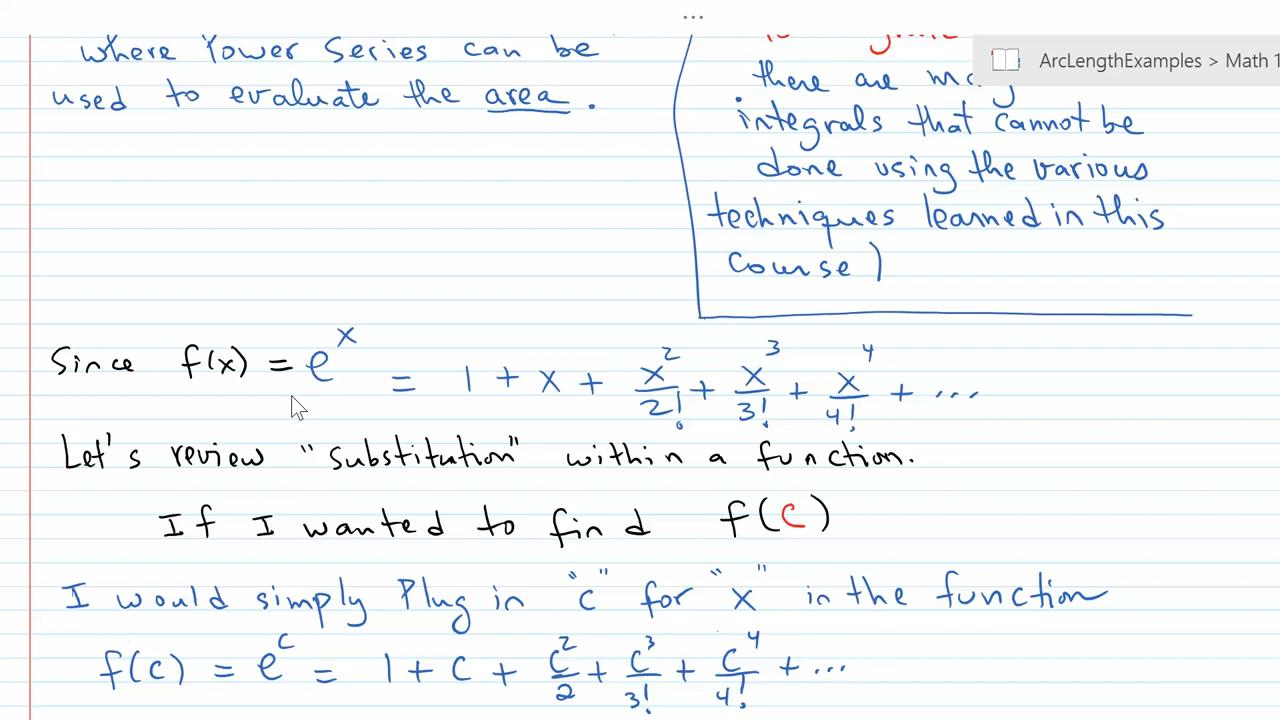 ...
ArcLengthExamples > Math 1
where Power Series can be
used to evaluate the area.
there are
integrals that cannot be
done using the various
techniques learned in this
course)
Since f(x) = e^x = 1 + x + x^2/2! + x^3/3! + x^4/4! + ...
Let's review "substitution" within a function.
If I wanted to find f(c)
I would simply Plug in "c" for "x" in the function
f(c) = e^c = 1 + c + c^2/2 + c^3/3! + c^4/4! + ...